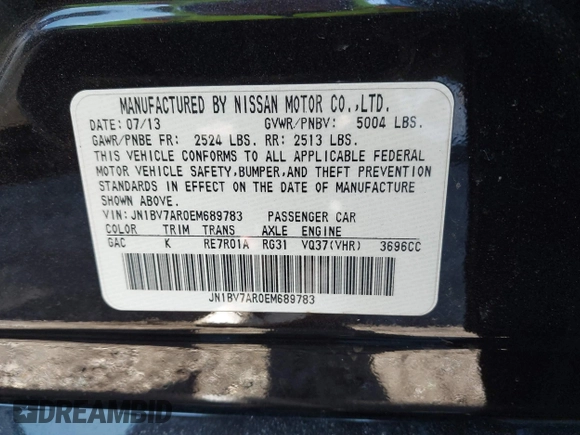 MANUFACTURED BY NISSAN MOTOR CO.,LTD.
DATE: 07/13 GVWR/PNBV: 5004 LBS.
GAWR/PNBE FR: 2524 LBS. RR: 2513 LBS.
THIS VEHICLE CONFORMS TO ALL APPLICABLE FEDERAL
MOTOR VEHICLE SAFETY,BUMPER,AND THEFT PREVENTION
STANDARDS IN EFFECT ON THE DATE OF MANUFACTURE
SHOWN ABOVE.
VIN: JN1BV7AR0EM689783 PASSENGER CAR
COLOR TRIM TRANS AXLE ENGINE
GAC K RE7R01A RG31 VQ37(VHR) 3696CC
JN1BV7AR0EM689783
DREAMBID